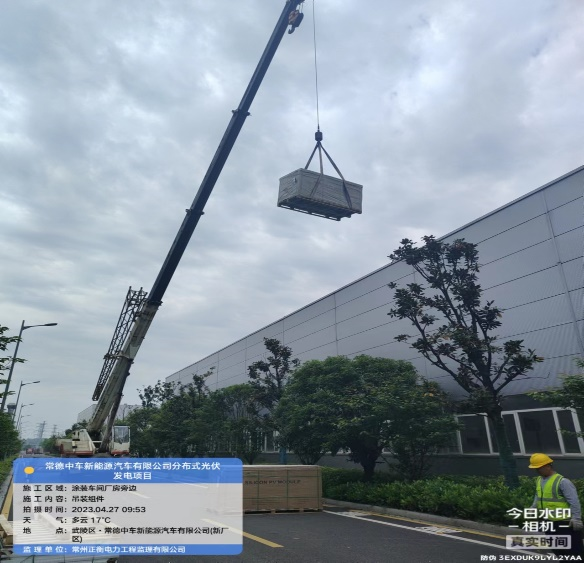 常德中车新能源汽车有限公司分布式光伏
发电项目
施工区域：涂装车间厂房旁边
施工内容：吊装组件
拍摄时间：2023.04.27 09:53
天　　气：多云 17℃
地　　点：武陵区·常德中车新能源汽车有限公司(新厂
区)
监理单位：常州正衡电力工程监理有限公司
今日水印
相机
真实时间
防伪 3EXDUK9LYL2YAA